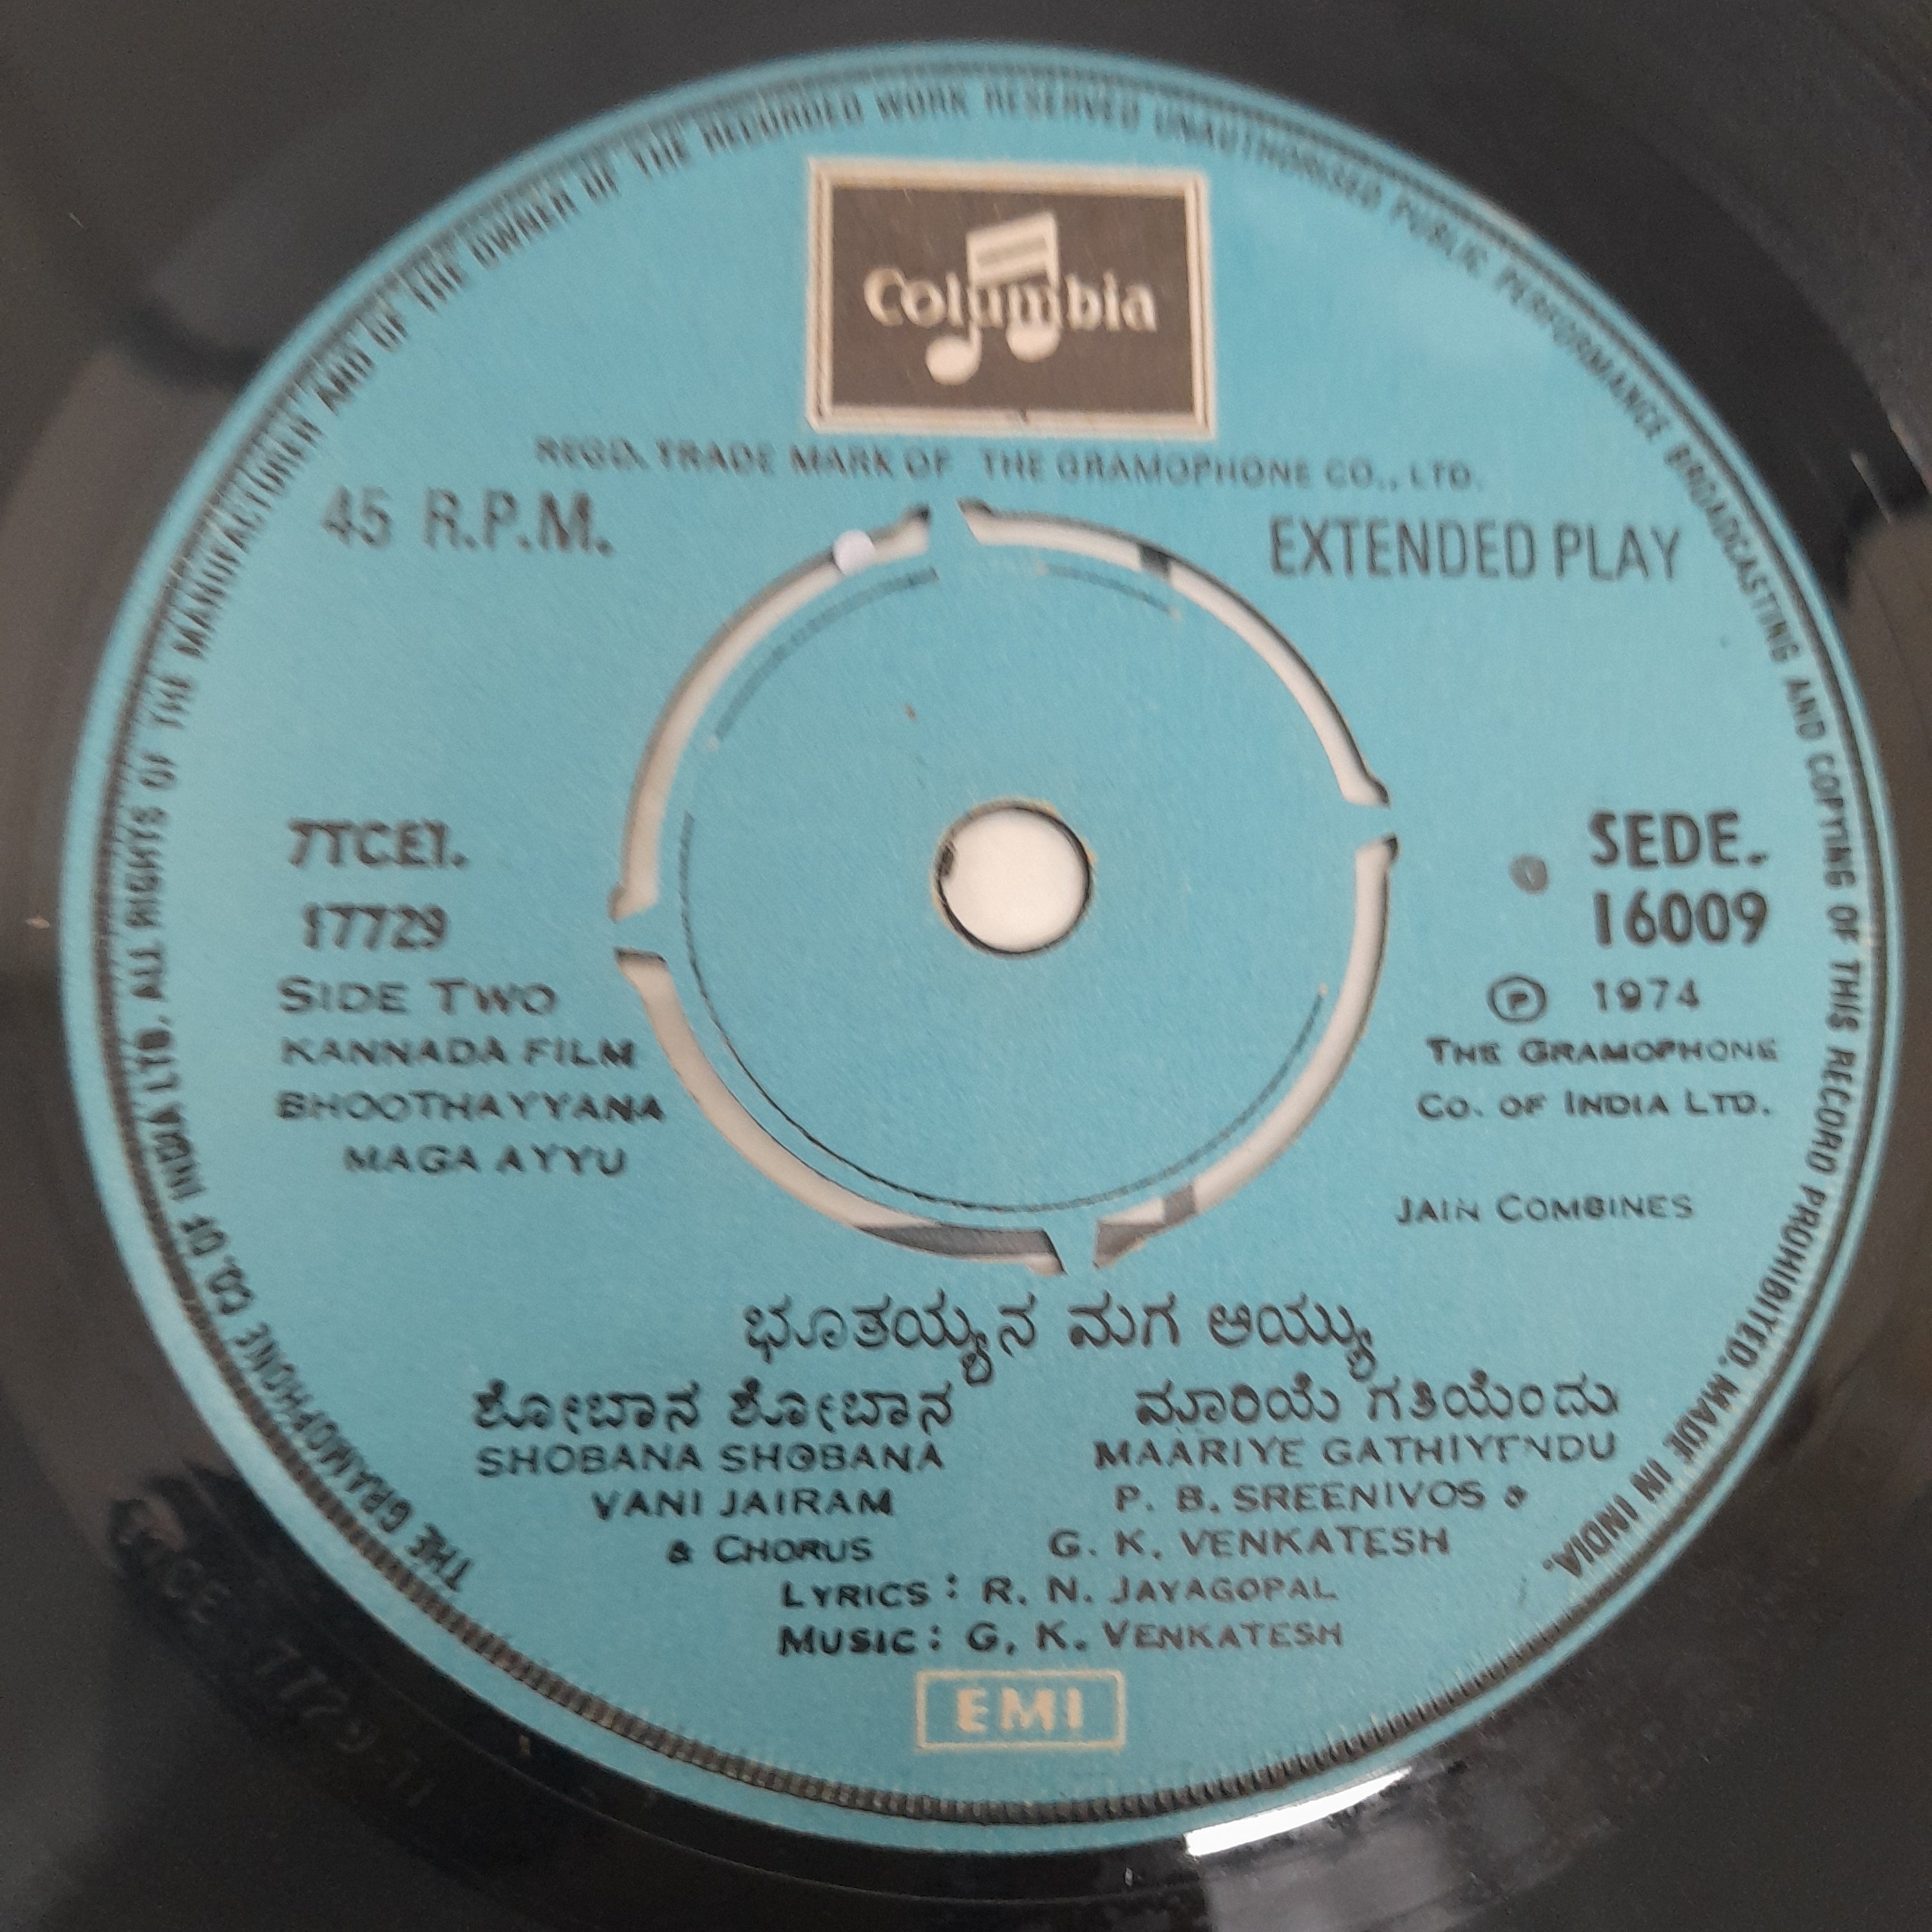 THE GRAMOPHONE CO. OF INDIA LTD. ALL RIGHTS OF THE MANUFACTURER AND OF THE OWNER OF THE RECORDED WORK RESERVED UNAUTHORISED PUBLIC PERFORMANCE BROADCASTING AND COPYING OF THIS RECORD PROHIBITED. MADE IN INDIA.
Columbia
REGD. TRADE MARK OF THE GRAMOPHONE CO., LTD.
45 R.P.M.
EXTENDED PLAY
7TCE1.
17729
SIDE TWO
KANNADA FILM
BHOOTHAYYANA
MAGA AYYU
SEDE.
16009
Ⓟ 1974
THE GRAMOPHONE
CO. OF INDIA LTD.
JAIN COMBINES
ಭೂತಯ್ಯನ ಮಗ ಅಯ್ಯು
ಶೋಬಾನ ಶೋಬಾನ
SHOBANA SHOBANA
VANI JAIRAM
& CHORUS
ಮಾರಿಯೆ ಗತಿಯೆಂದು
MAARIYE GATHIYENDU
P. B. SREENIVOS &
G. K. VENKATESH
LYRICS : R. N. JAYAGOPAL
MUSIC : G. K. VENKATESH
EMI